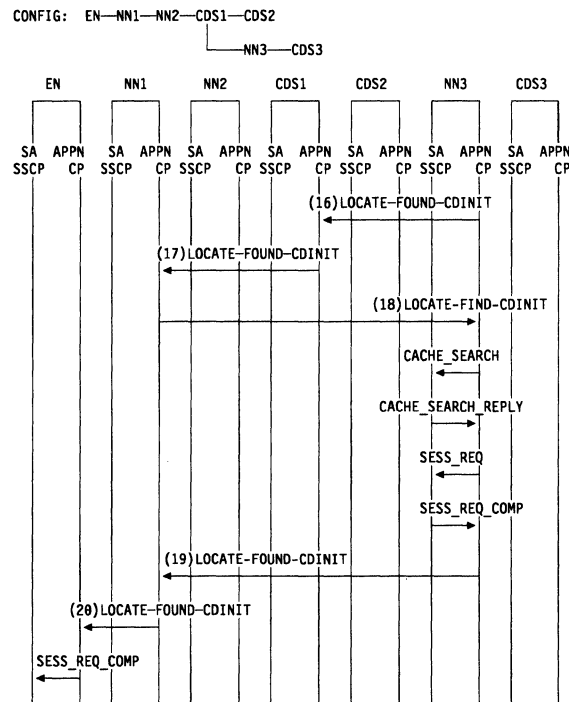 CONFIG: EN—NN1—NN2—CDS1—CDS2
NN3—CDS3
EN NN1 NN2 CDS1 CDS2 NN3 CDS3
SA APPN SA APPN SA APPN SA APPN SA APPN SA APPN SA APPN
SSCP CP SSCP CP SSCP CP SSCP CP SSCP CP SSCP CP SSCP CP
(16)LOCATE-FOUND-CDINIT
(17)LOCATE-FOUND-CDINIT
(18)LOCATE-FIND-CDINIT
CACHE_SEARCH
CACHE_SEARCH_REPLY
SESS_REQ
SESS_REQ_COMP
(19)LOCATE-FOUND-CDINIT
(20)LOCATE-FOUND-CDINIT
SESS_REQ_COMP